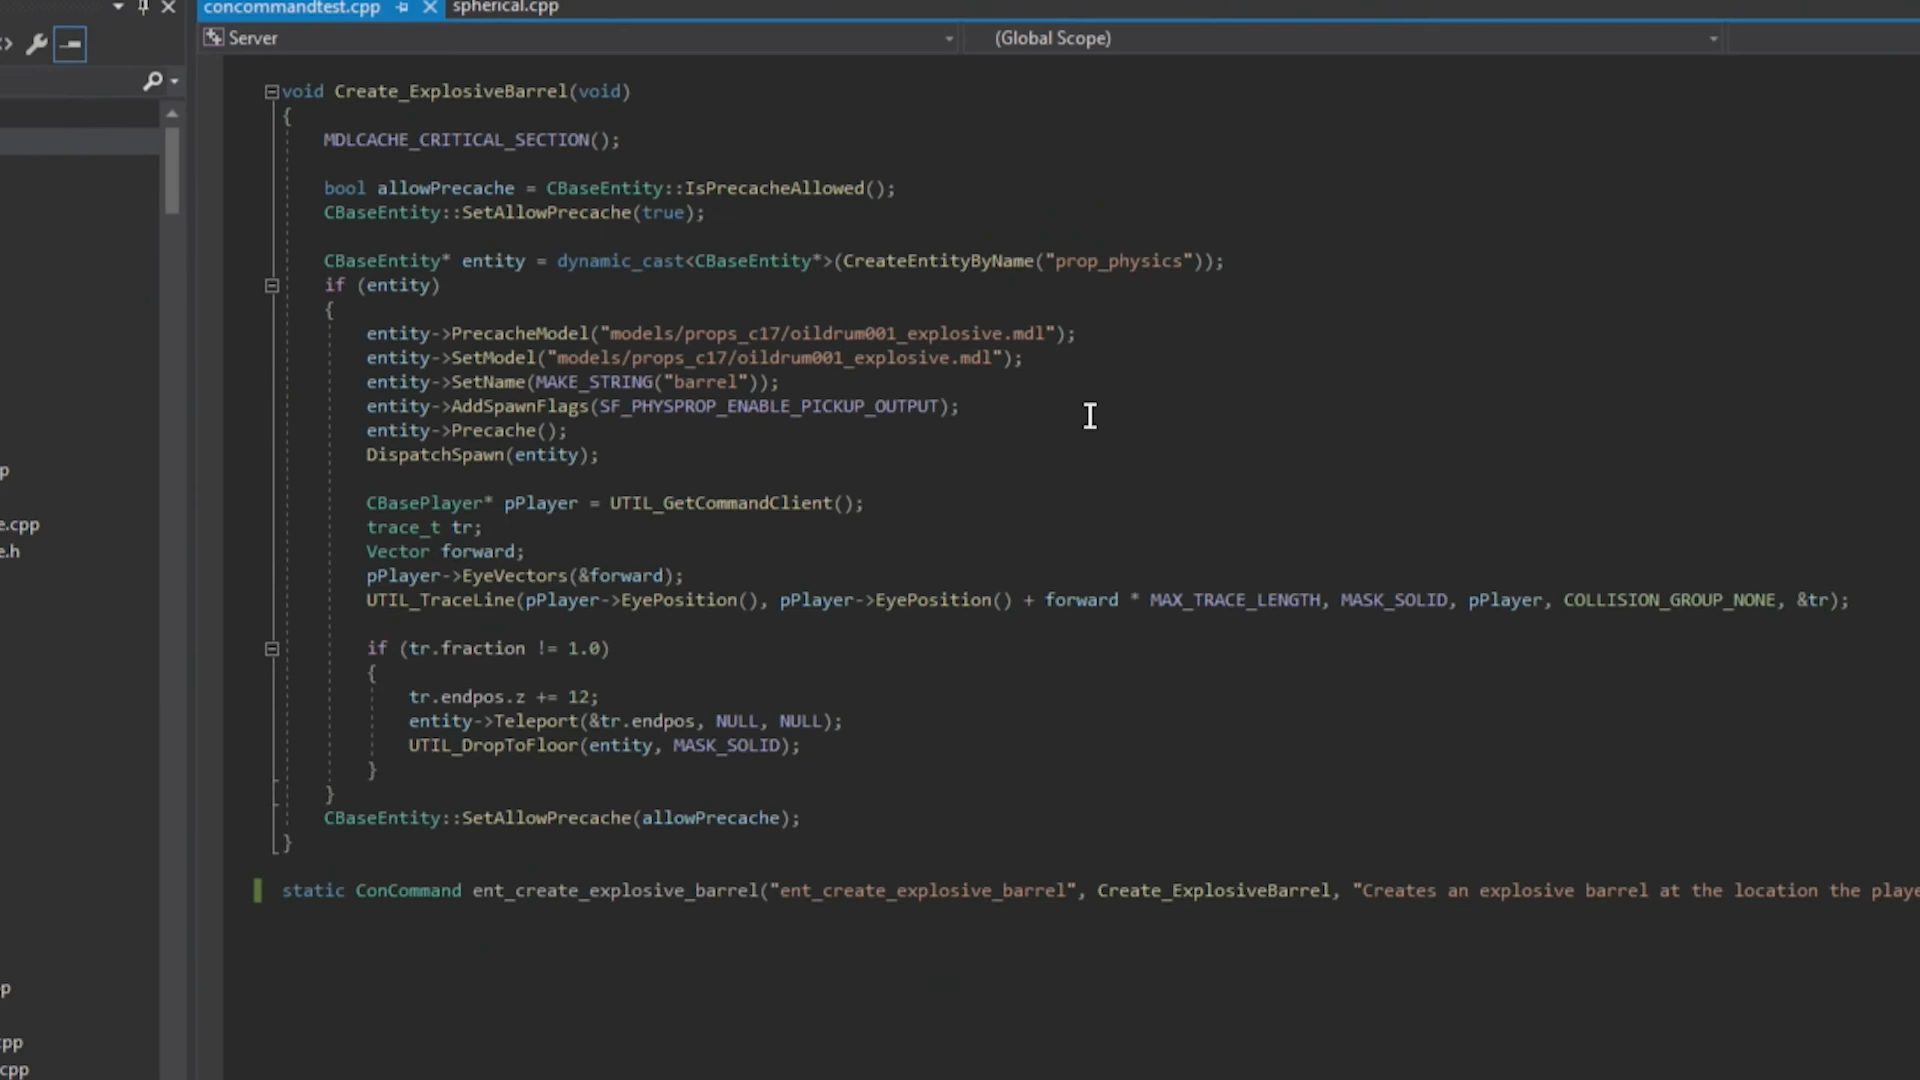 concommandtest.cpp spherical.cpp
Server (Global Scope)
void Create_ExplosiveBarrel(void)
{
MDLCACHE_CRITICAL_SECTION();
bool allowPrecache = CBaseEntity::IsPrecacheAllowed();
CBaseEntity::SetAllowPrecache(true);
CBaseEntity* entity = dynamic_cast<CBaseEntity*>(CreateEntityByName("prop_physics"));
if (entity)
{
entity->PrecacheModel("models/props_c17/oildrum001_explosive.mdl");
entity->SetModel("models/props_c17/oildrum001_explosive.mdl");
entity->SetName(MAKE_STRING("barrel"));
entity->AddSpawnFlags(SF_PHYSPROP_ENABLE_PICKUP_OUTPUT);
entity->Precache();
DispatchSpawn(entity);
CBasePlayer* pPlayer = UTIL_GetCommandClient();
trace_t tr;
Vector forward;
pPlayer->EyeVectors(&forward);
UTIL_TraceLine(pPlayer->EyePosition(), pPlayer->EyePosition() + forward * MAX_TRACE_LENGTH, MASK_SOLID, pPlayer, COLLISION_GROUP_NONE, &tr);
if (tr.fraction != 1.0)
{
tr.endpos.z += 12;
entity->Teleport(&tr.endpos, NULL, NULL);
UTIL_DropToFloor(entity, MASK_SOLID);
}
}
CBaseEntity::SetAllowPrecache(allowPrecache);
}
static ConCommand ent_create_explosive_barrel("ent_create_explosive_barrel", Create_ExplosiveBarrel, "Creates an explosive barrel at the location the playe
p
e.cpp
e.h
p
cpp
cpp